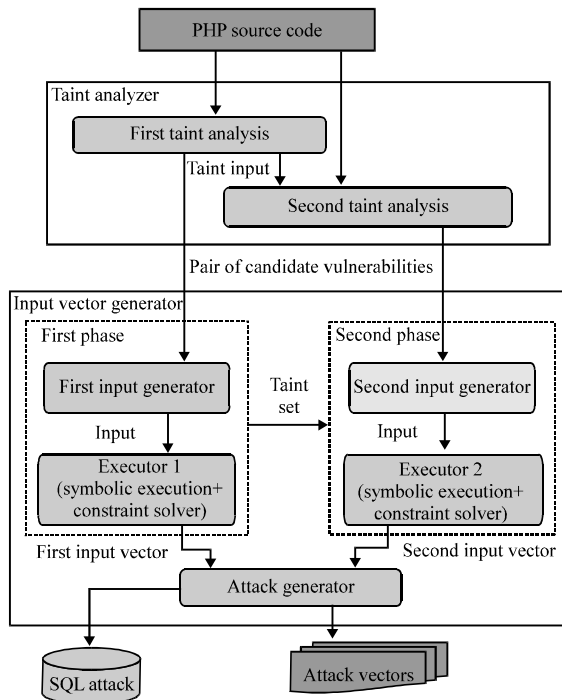 PHP source code
Taint analyzer
First taint analysis
Taint input
Second taint analysis
Pair of candidate vulnerabilities
Input vector generator
First phase
Second phase
First input generator
Taint
set
Second input generator
Input
Input
Executor 1
(symbolic execution+
constraint solver)
Executor 2
(symbolic execution+
constraint solver)
First input vector
Second input vector
Attack generator
SQL attack
Attack vectors